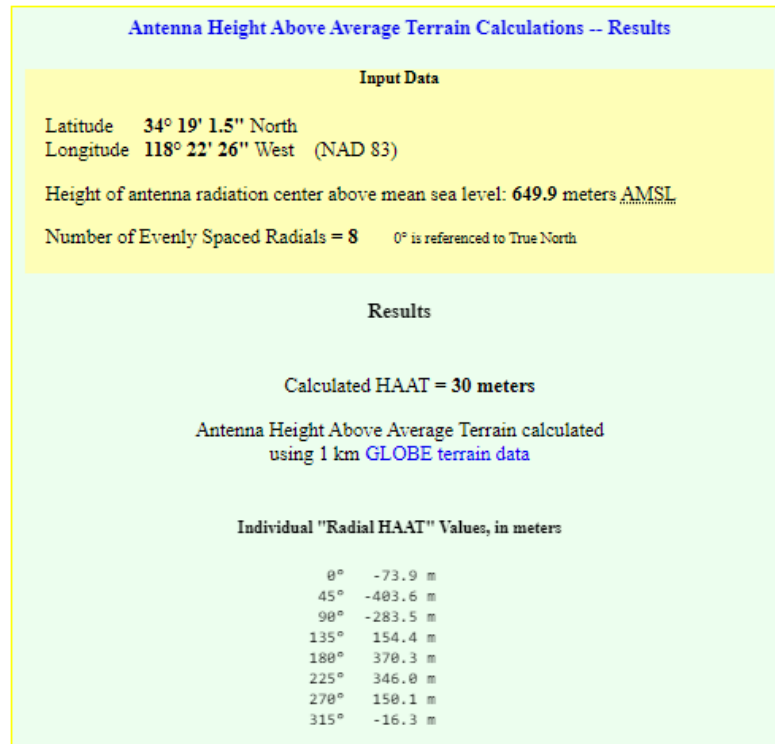 Antenna Height Above Average Terrain Calculations -- Results
Input Data
Latitude 34° 19' 1.5" North
Longitude 118° 22' 26" West (NAD 83)
Height of antenna radiation center above mean sea level: 649.9 meters AMSL
Number of Evenly Spaced Radials = 8 0° is referenced to True North
Results
Calculated HAAT = 30 meters
Antenna Height Above Average Terrain calculated
using 1 km GLOBE terrain data
Individual "Radial HAAT" Values, in meters
0° -73.9 m
45° -403.6 m
90° -283.5 m
135° 154.4 m
180° 370.3 m
225° 346.0 m
270° 150.1 m
315° -16.3 m